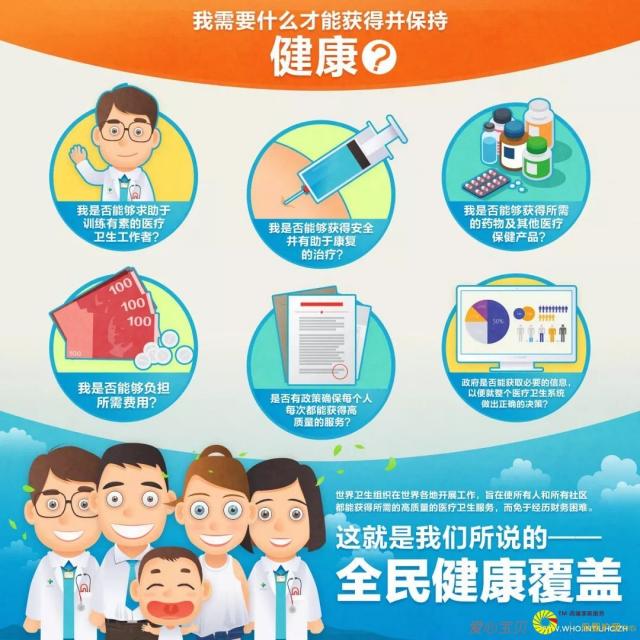 我需要什么才能获得并保持
健康?
我是否能够求助于
训练有素的医疗
卫生工作者?
我是否能够获得安全
并有助于康复
的治疗?
我是否能够获得所需
的药物及其他医疗
保健产品?
100
100
100
50%
我是否能够负担
所需费用?
是否有政策确保每个人
每次都能获得高
质量的服务?
政府是否能获取必要的信息,
以便就整个医疗卫生系统
做出正确的决策?
世界卫生组织在世界各地开展工作,旨在使所有人和所有社区
都能获得所需的高质量的医疗卫生服务,而免于经历财务困难。
这就是我们所说的——
全民健康覆盖
爱心宝贝